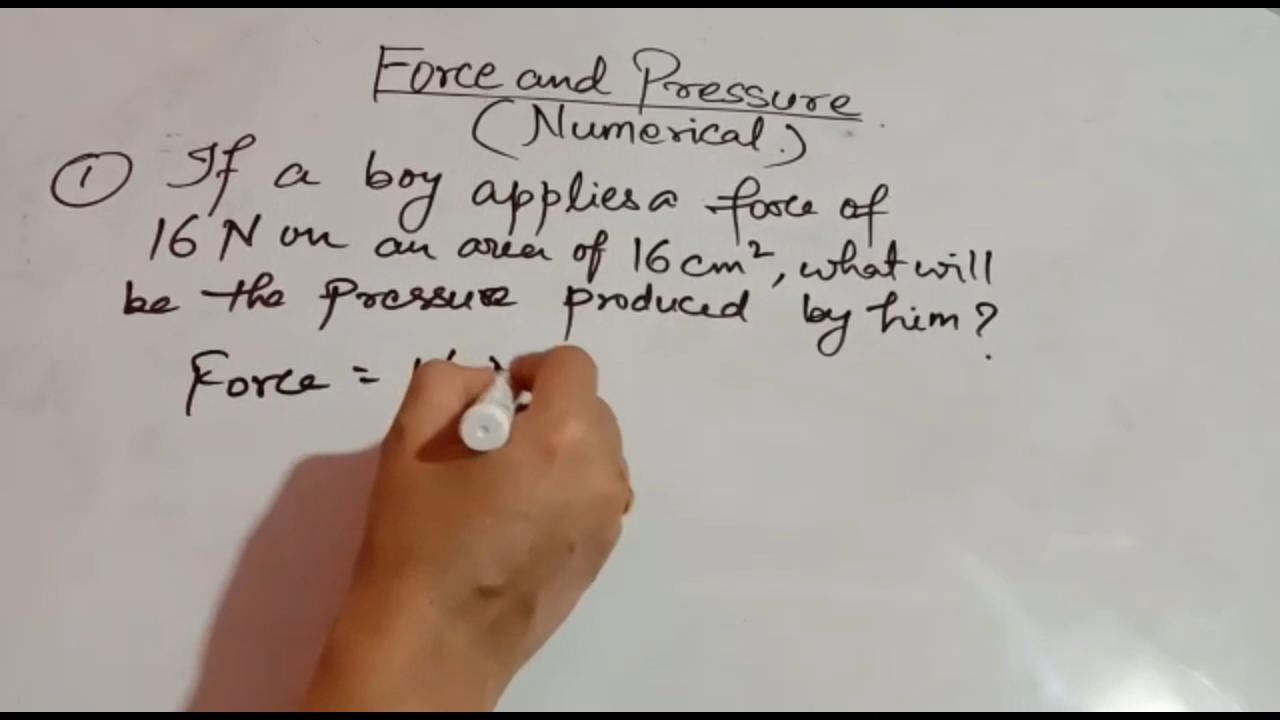 Force and Pressure
(Numerical.)
① If a boy applies a force of
16 N on an area of 16 cm², what will
be the Pressure produced by him?
Force =